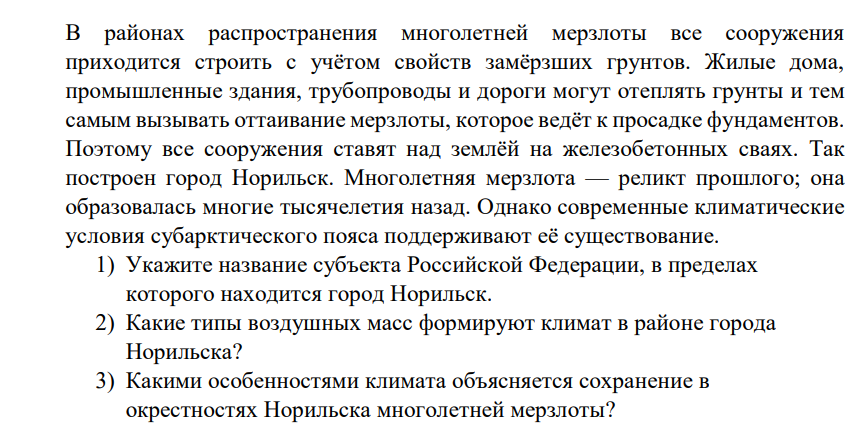 В районах распространения многолетней мерзлоты все сооружения
приходится строить с учётом свойств замёрзших грунтов. Жилые дома,
промышленные здания, трубопроводы и дороги могут отеплять грунты и тем
самым вызывать оттаивание мерзлоты, которое ведёт к просадке фундаментов.
Поэтому все сооружения ставят над землёй на железобетонных сваях. Так
построен город Норильск. Многолетняя мерзлота — реликт прошлого; она
образовалась многие тысячелетия назад. Однако современные климатические
условия субарктического пояса поддерживают её существование.
1) Укажите название субъекта Российской Федерации, в пределах
которого находится город Норильск.
2) Какие типы воздушных масс формируют климат в районе города
Норильска?
3) Какими особенностями климата объясняется сохранение в
окрестностях Норильска многолетней мерзлоты?